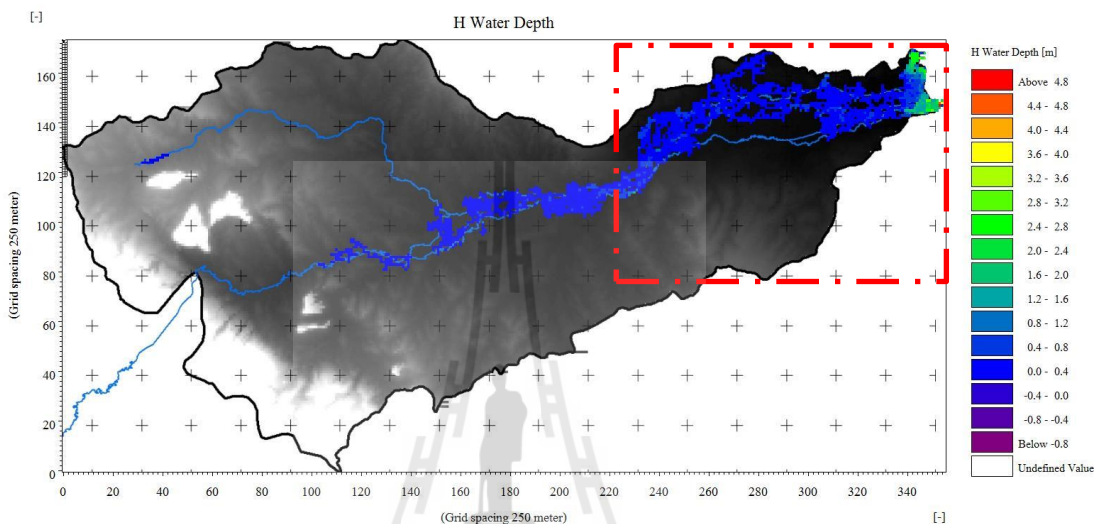 [-]
H Water Depth
160
140
120
100
80
60
40
20
0
(Grid spacing 250 meter)
0 20 40 60 80 100 120 140 160 180 200 220 240 260 280 300 320 340
(Grid spacing 250 meter)
[-]
H Water Depth [m]
Above 4.8
4.4 - 4.8
4.0 - 4.4
3.6 - 4.0
3.2 - 3.6
2.8 - 3.2
2.4 - 2.8
2.0 - 2.4
1.6 - 2.0
1.2 - 1.6
0.8 - 1.2
0.4 - 0.8
0.0 - 0.4
-0.4 - 0.0
-0.8 - -0.4
Below -0.8
Undefined Value